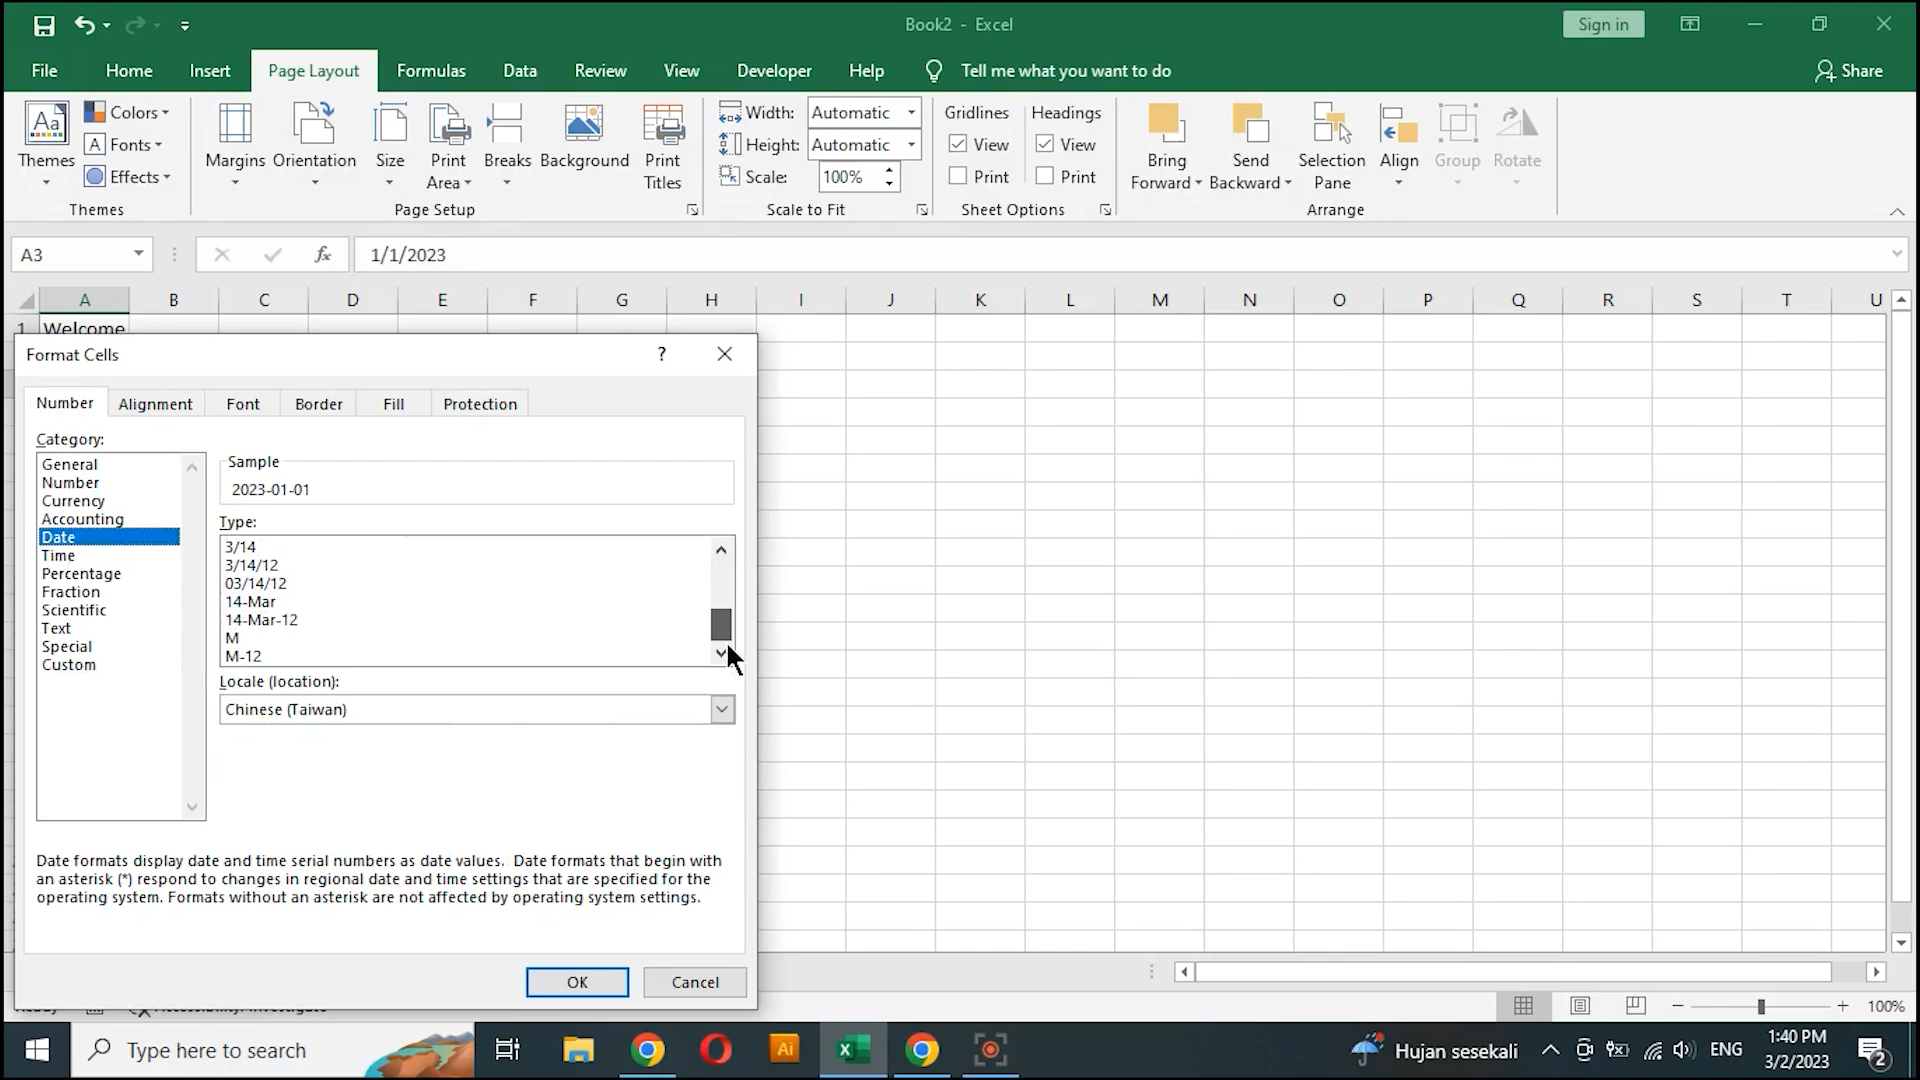 Book2 - Excel
Sign in
File Home Insert Page Layout Formulas Data Review View Developer Help Tell me what you want to do Share
Aa Colors Margins Orientation Size Print Area Breaks Background Print Titles Width: Automatic Gridlines Headings Bring Forward Send Backward Selection Pane Align Group Rotate
Themes A Fonts Height: Automatic View View
Effects Scale: 100% Print Print
Themes Page Setup Scale to Fit Sheet Options Arrange
A3 fx 1/1/2023
A B C D E F G H I J K L M N O P Q R S T U
1 Welcome
Format Cells ?
Number Alignment Font Border Fill Protection
Category:
General
Number
Currency
Accounting
Date
Time
Percentage
Fraction
Scientific
Text
Special
Custom
Sample
2023-01-01
Type:
3/14
3/14/12
03/14/12
14-Mar
14-Mar-12
M
M-12
Locale (location):
Chinese (Taiwan)
Date formats display date and time serial numbers as date values. Date formats that begin with
an asterisk (*) respond to changes in regional date and time settings that are specified for the
operating system. Formats without an asterisk are not affected by operating system settings.
OK Cancel
100%
Type here to search
Ai
Hujan sesekali
ENG
1:40 PM
3/2/2023
2